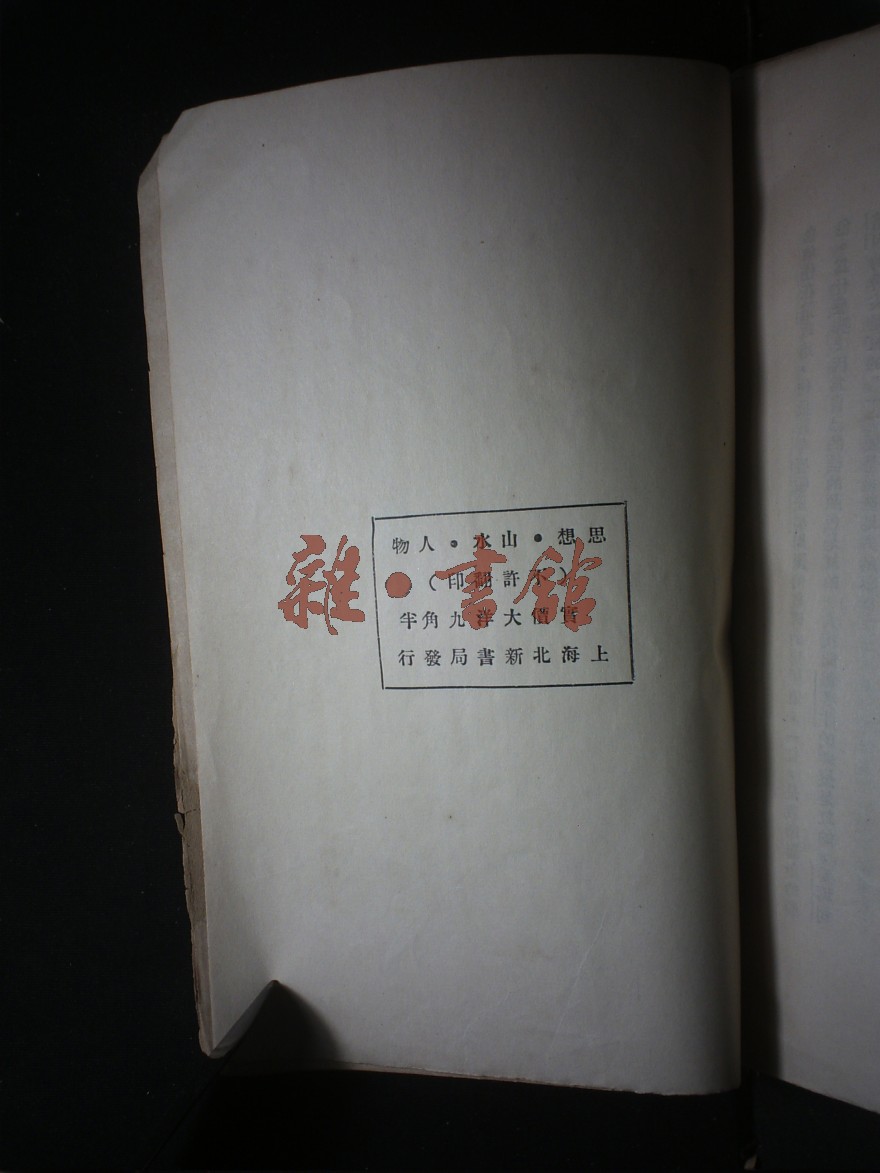 思想・山水・人物
（不許翻印）
實價大洋九角半
上海北新書局發行
雜・書館